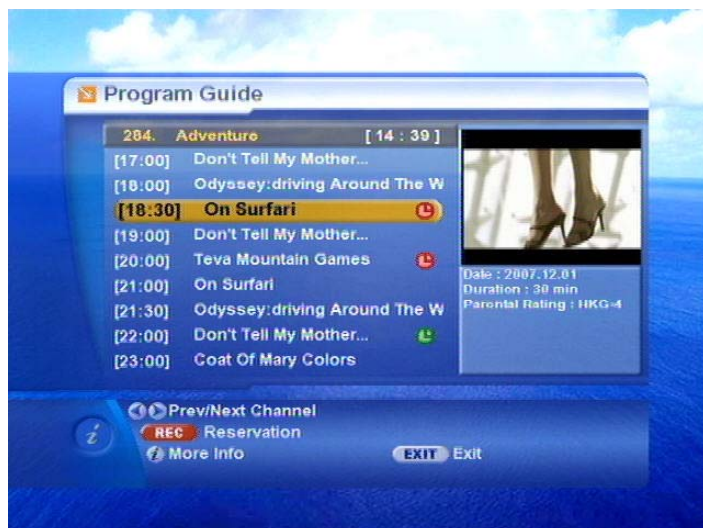 Program Guide
284. Adventure [ 14 : 39 ]
[17:00] Don't Tell My Mother...
[18:00] Odyssey:driving Around The W
[18:30] On Surfari
[19:00] Don't Tell My Mother...
[20:00] Teva Mountain Games
[21:00] On Surfari
[21:30] Odyssey:driving Around The W
[22:00] Don't Tell My Mother...
[23:00] Coat Of Mary Colors
Date : 2007.12.01
Duration : 30 min
Parental Rating : HKG-4
Prev/Next Channel
REC Reservation
i More Info
EXIT Exit
i